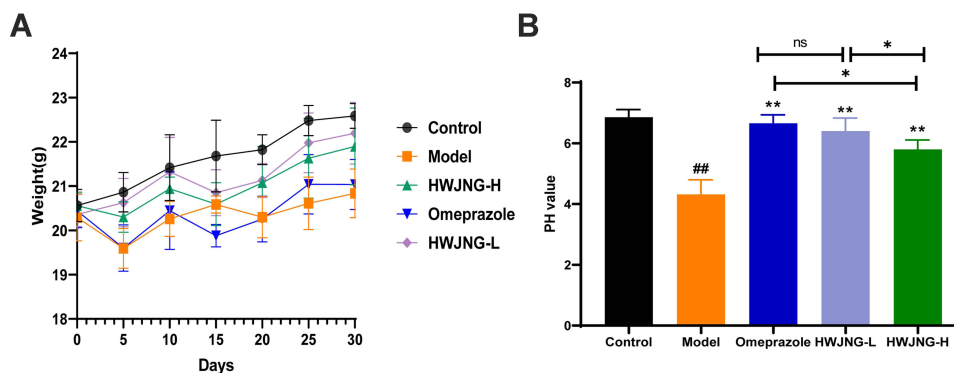 A
Weight(g)
24
23
22
21
20
19
18
0 5 10 15 20 25 30
Days
Control
Model
HWJNG-H
Omeprazole
HWJNG-L
B
PH value
8
6
4
2
0
ns
*
*
##
**
**
**
Control Model Omeprazole HWJNG-L HWJNG-H